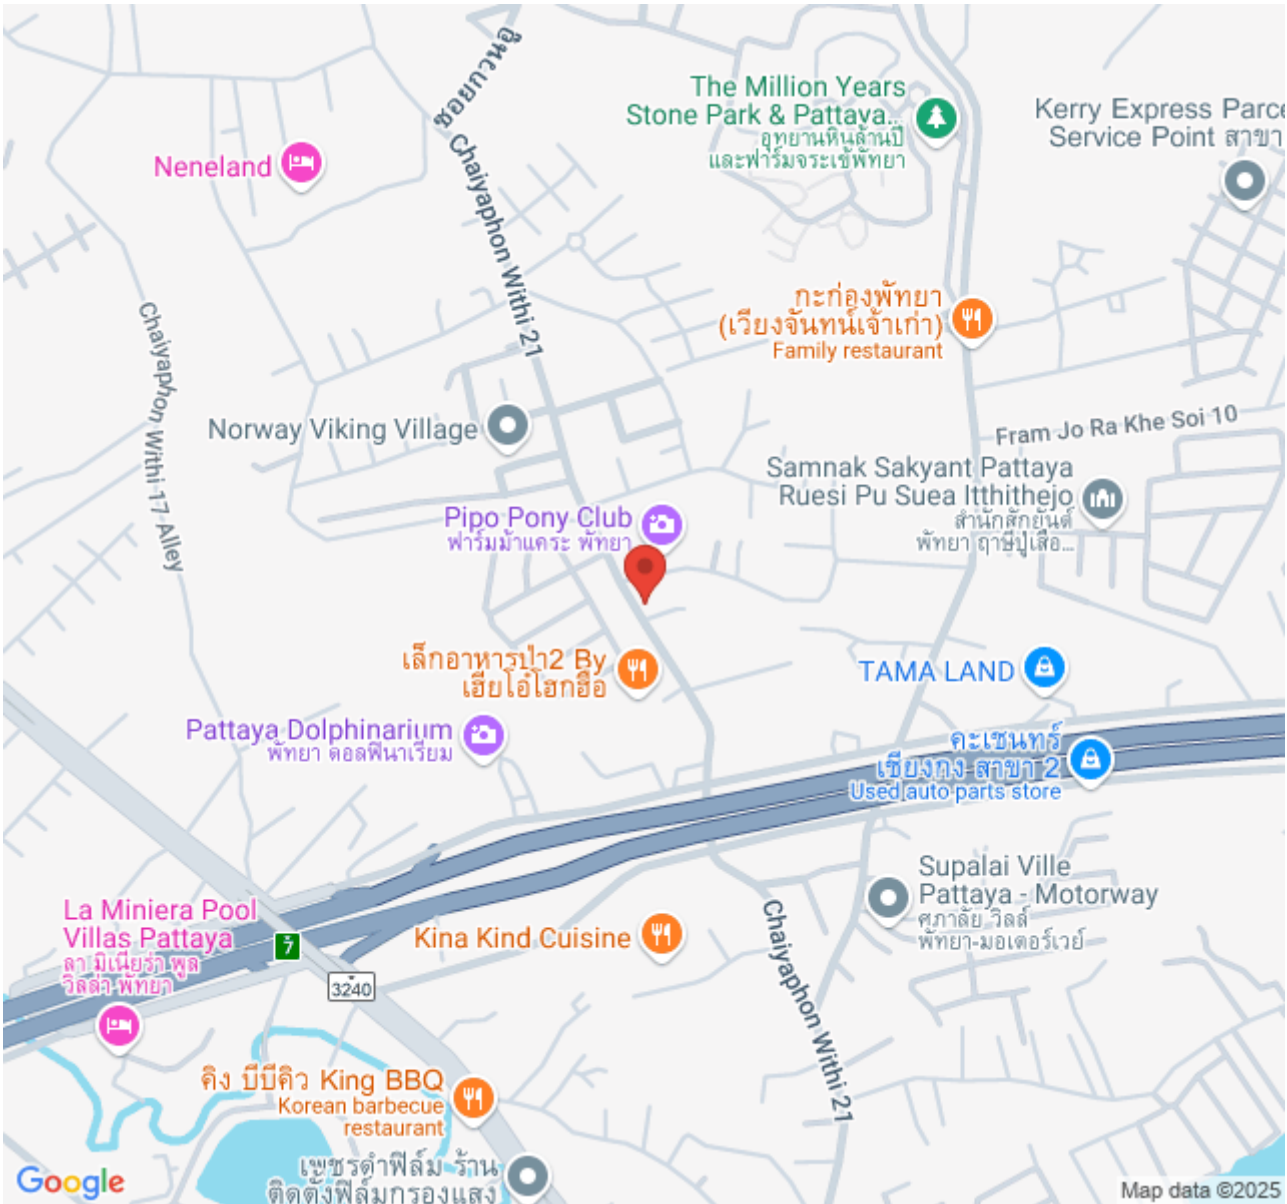 ซอยกวนอู
The Million Years
Stone Park & Pattaya..
อุทยานหินล้านปี
และฟาร์มจระเข้พัทยา
Kerry Express Parce
Service Point สาขา
Neneland
Chaiyaphon Withi 21
กะก่องพัทยา
(เวียงจันทน์เจ้าเก่า)
Family restaurant
Chaiyaphon Withi 17 Alley
Norway Viking Village
Fram Jo Ra Khe Soi 10
Samnak Sakyant Pattaya
Ruesi Pu Suea Itthithejo
สำนักสักยันต์
พัทยา ฤาษีปู่เสือ...
Pipo Pony Club
ฟาร์มม้าแคระ พัทยา
เล็กอาหารป่า2 By
เฮียโอ๋โฮกฮือ
TAMA LAND
Pattaya Dolphinarium
พัทยา ดอลฟินาเรียม
คะเชนทร์
เซียงกง สาขา 2
Used auto parts store
Supalai Ville
Pattaya - Motorway
ศุภาลัย วิลล์
พัทยา-มอเตอร์เวย์
La Miniera Pool
Villas Pattaya
ลา มิเนียร่า พูล
วิลล่า พัทยา
7
Kina Kind Cuisine
3240
Chaiyaphon Withi 21
คิง บีบีคิว King BBQ
Korean barbecue
restaurant
เพชรดำฟิล์ม ร้าน
ติดตั้งฟิล์มกรองแสง
Google
Map data ©2025